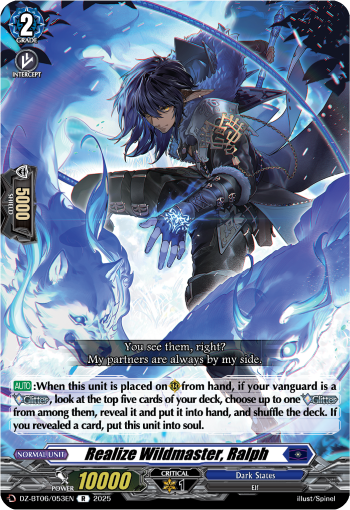 2
GRADE
INTERCEPT
5000
SHIELD
You see them, right?
My partners are always by my side.
AUTO:When this unit is placed on R from hand, if your vanguard is a
"Glitter", look at the top five cards of your deck, choose up to one "Glitter"
from among them, reveal it and put it into hand, and shuffle the deck. If
you revealed a card, put this unit into soul.
NORMAL UNIT
Realize Wildmaster, Ralph
POWER
10000
CRITICAL
1
Dark States
Elf
DZ-BT06/053EN R 2025
illust/Spinel